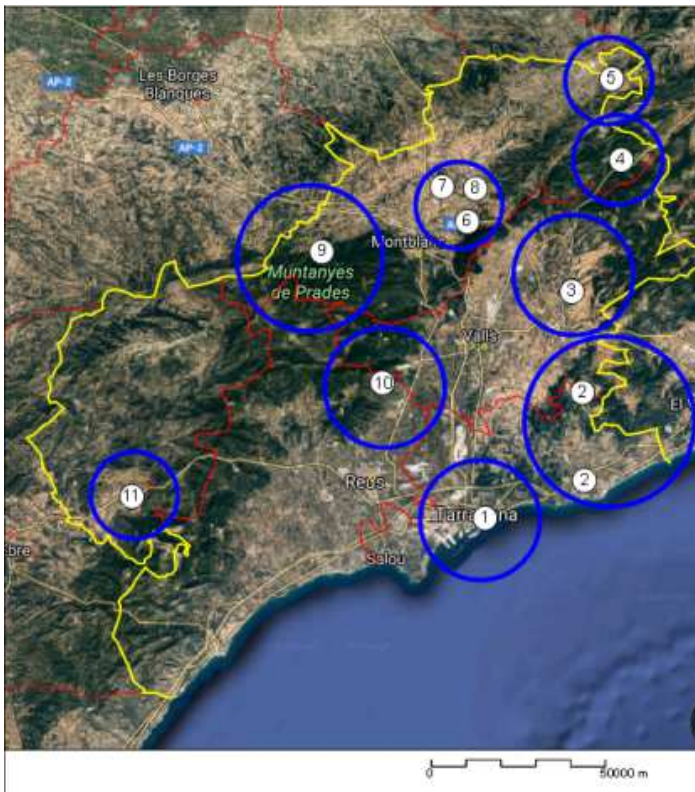 AP-2
Les Borges
Blanques
AP-2
5
4
7
8
6
Montblanc
9
Muntanyes
de Prades
3
Valls
10
2
El
2
11
Reus
Tarragona
1
Salou
0
50000 m